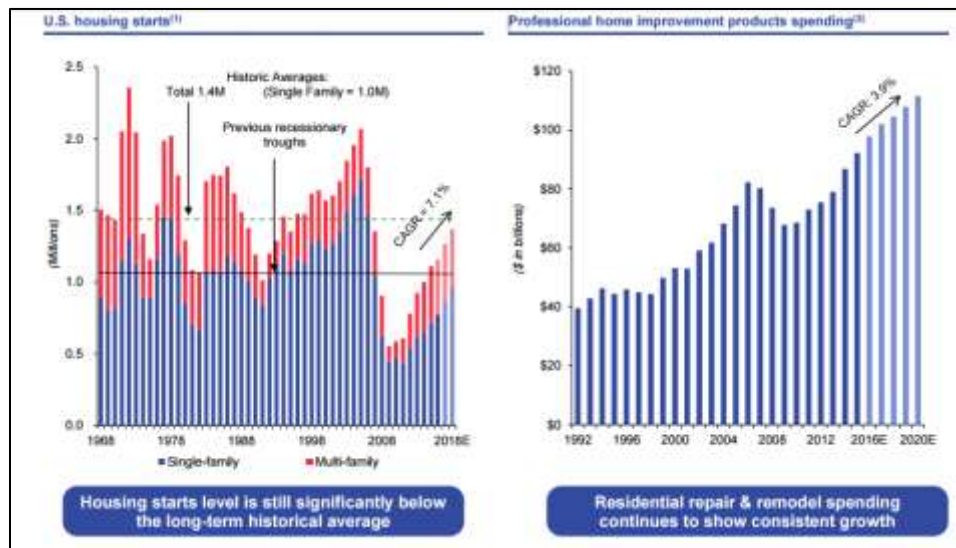 U.S. housing starts(1)
2.5
2.0
1.5
1.0
0.5
0.0
(Millions)
Historic Averages:
Total 1.4M (Single Family = 1.0M)
Previous recessionary
troughs
CAGR = 7.1%
1968 1978 1988 1998 2008 2018E
Single-family Multi-family
Housing starts level is still significantly below
the long-term historical average
Professional home improvement products spending
$120
$100
$80
$60
$40
$20
$0
($ in billions)
CAGR: 3.9%
1992 1996 2000 2004 2008 2012 2016E 2020E
Residential repair & remodel spending
continues to show consistent growth